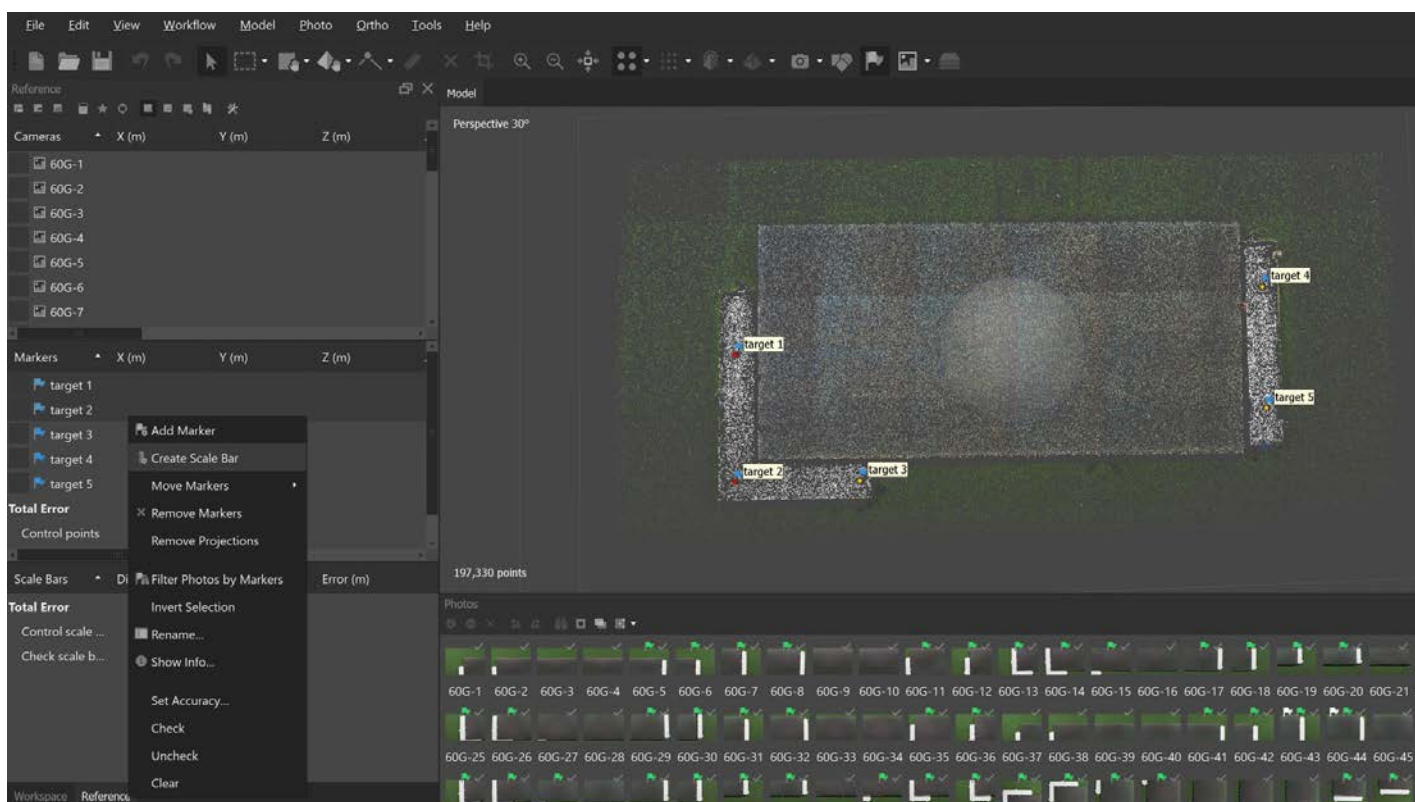 File Edit View Workflow Model Photo Ortho Tools Help
Reference
Cameras X (m) Y (m) Z (m)
60G-1
60G-2
60G-3
60G-4
60G-5
60G-6
60G-7
Markers X (m) Y (m) Z (m)
target 1
target 2
target 3
target 4
target 5
Total Error
Control points
Scale Bars Di Error (m)
Total Error
Control scale ...
Check scale b...
Workspace Reference
Add Marker
Create Scale Bar
Move Markers
Remove Markers
Remove Projections
Filter Photos by Markers
Invert Selection
Rename...
Show Info...
Set Accuracy...
Check
Uncheck
Clear
Model
Perspective 30°
target 4
target 1
target 5
target 2
target 3
197,330 points
Photos
60G-1 60G-2 60G-3 60G-4 60G-5 60G-6 60G-7 60G-8 60G-9 60G-10 60G-11 60G-12 60G-13 60G-14 60G-15 60G-16 60G-17 60G-18 60G-19 60G-20 60G-21
60G-25 60G-26 60G-27 60G-28 60G-29 60G-30 60G-31 60G-32 60G-33 60G-34 60G-35 60G-36 60G-37 60G-38 60G-39 60G-40 60G-41 60G-42 60G-43 60G-44 60G-45